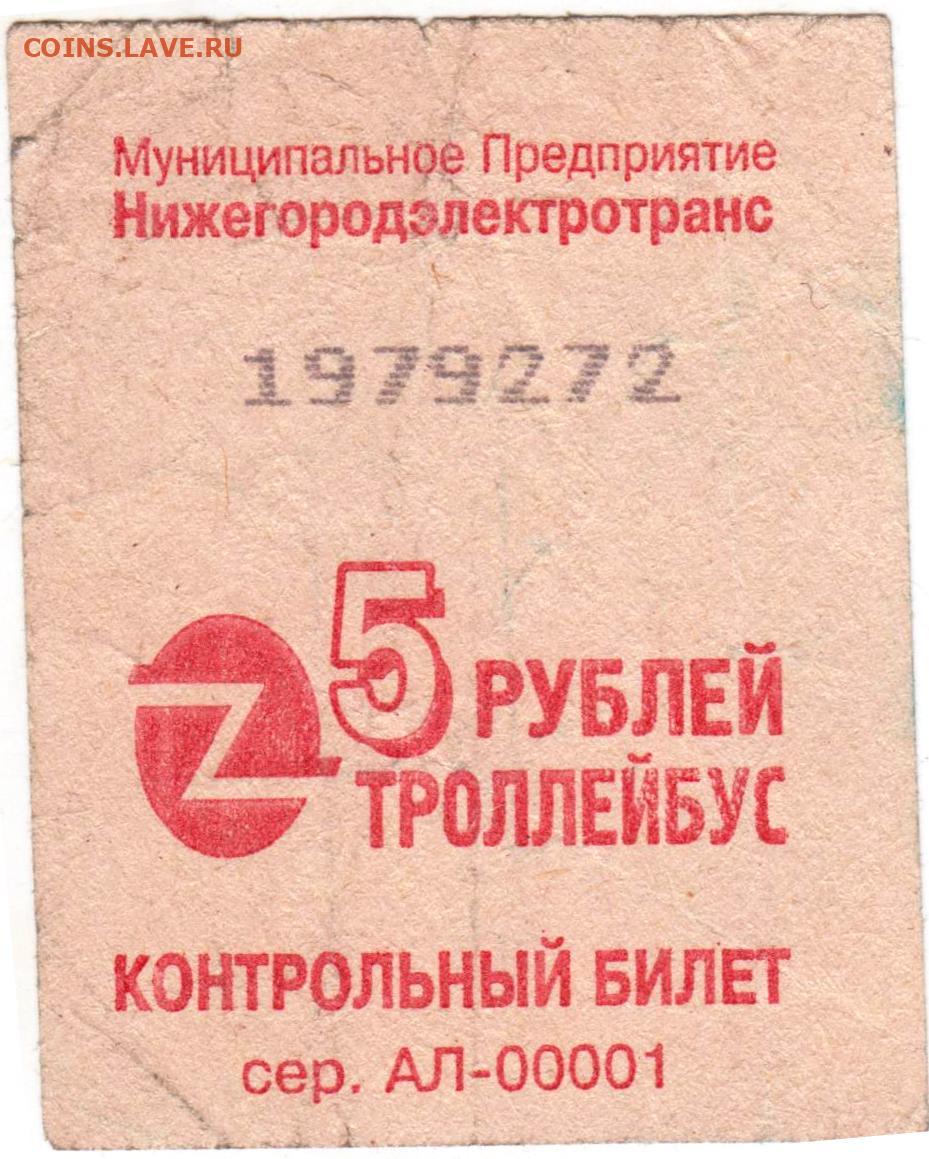 COINS.LAVE.RU
Муниципальное Предприятие
Нижегородэлектротранс
1979272
5 РУБЛЕЙ
ТРОЛЛЕЙБУС
КОНТРОЛЬНЫЙ БИЛЕТ
сер. АЛ-00001